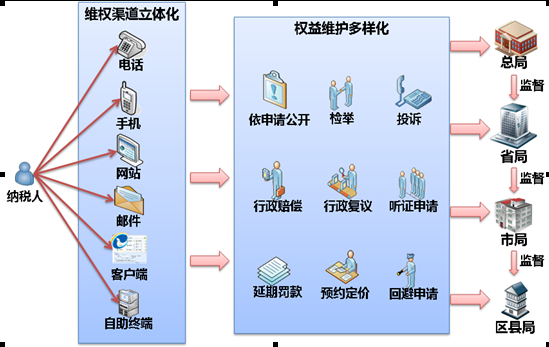 维权渠道立体化
电话
手机
网站
邮件
客户端
自助终端
纳税人
权益维护多样化
依申请公开
检举
投诉
行政赔偿
行政复议
听证申请
延期罚款
预约定价
回避申请
总局
监督
省局
监督
市局
监督
区县局